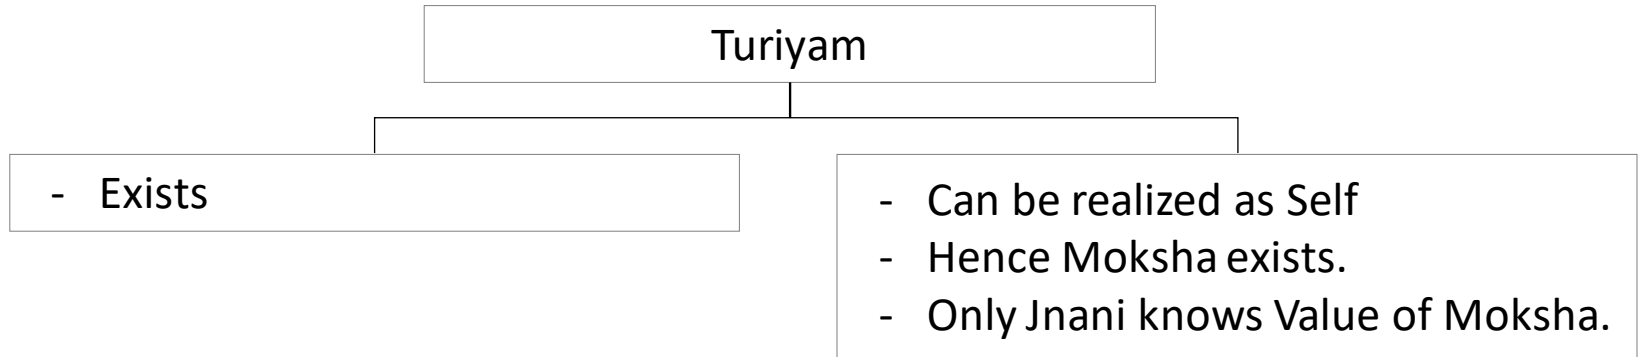 Turiyam
- Exists
- Can be realized as Self
- Hence Moksha exists.
- Only Jnani knows Value of Moksha.